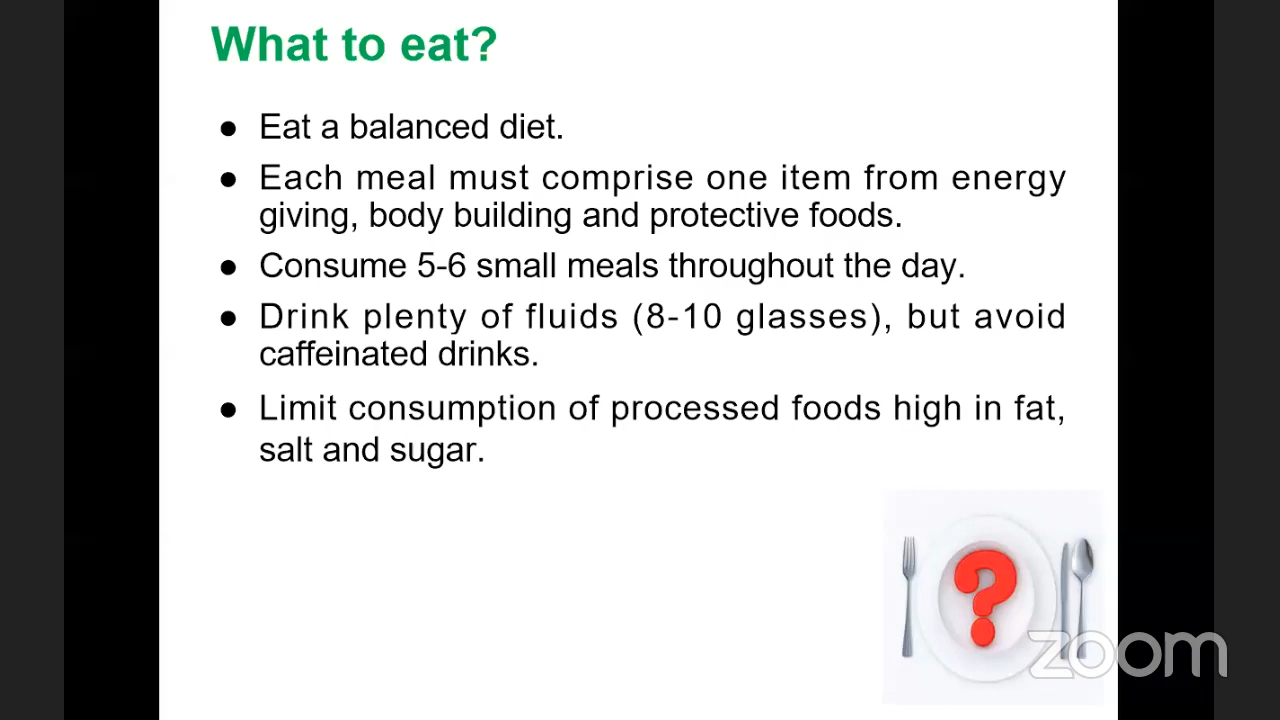 What to eat?
● Eat a balanced diet.
● Each meal must comprise one item from energy
giving, body building and protective foods.
● Consume 5-6 small meals throughout the day.
● Drink plenty of fluids (8-10 glasses), but avoid
caffeinated drinks.
● Limit consumption of processed foods high in fat,
salt and sugar.
?
zoom